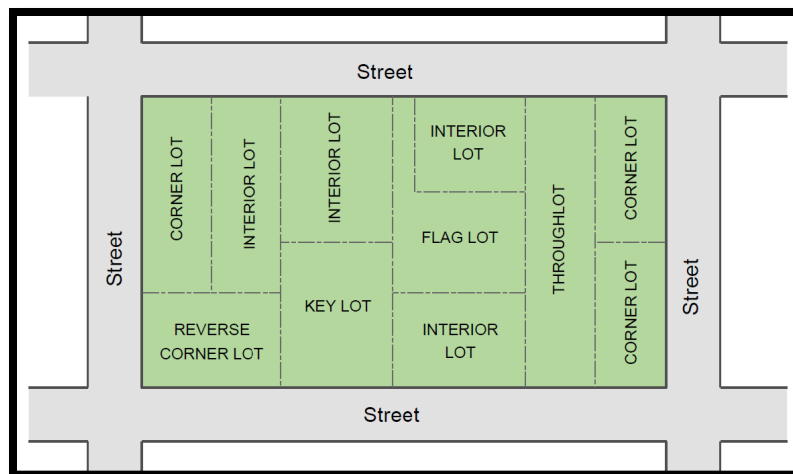 Street
CORNER LOT
INTERIOR LOT
INTERIOR LOT
INTERIOR
LOT
THROUGHLOT
CORNER LOT
FLAG LOT
Street
Street
KEY LOT
REVERSE
CORNER LOT
INTERIOR
LOT
CORNER LOT
Street